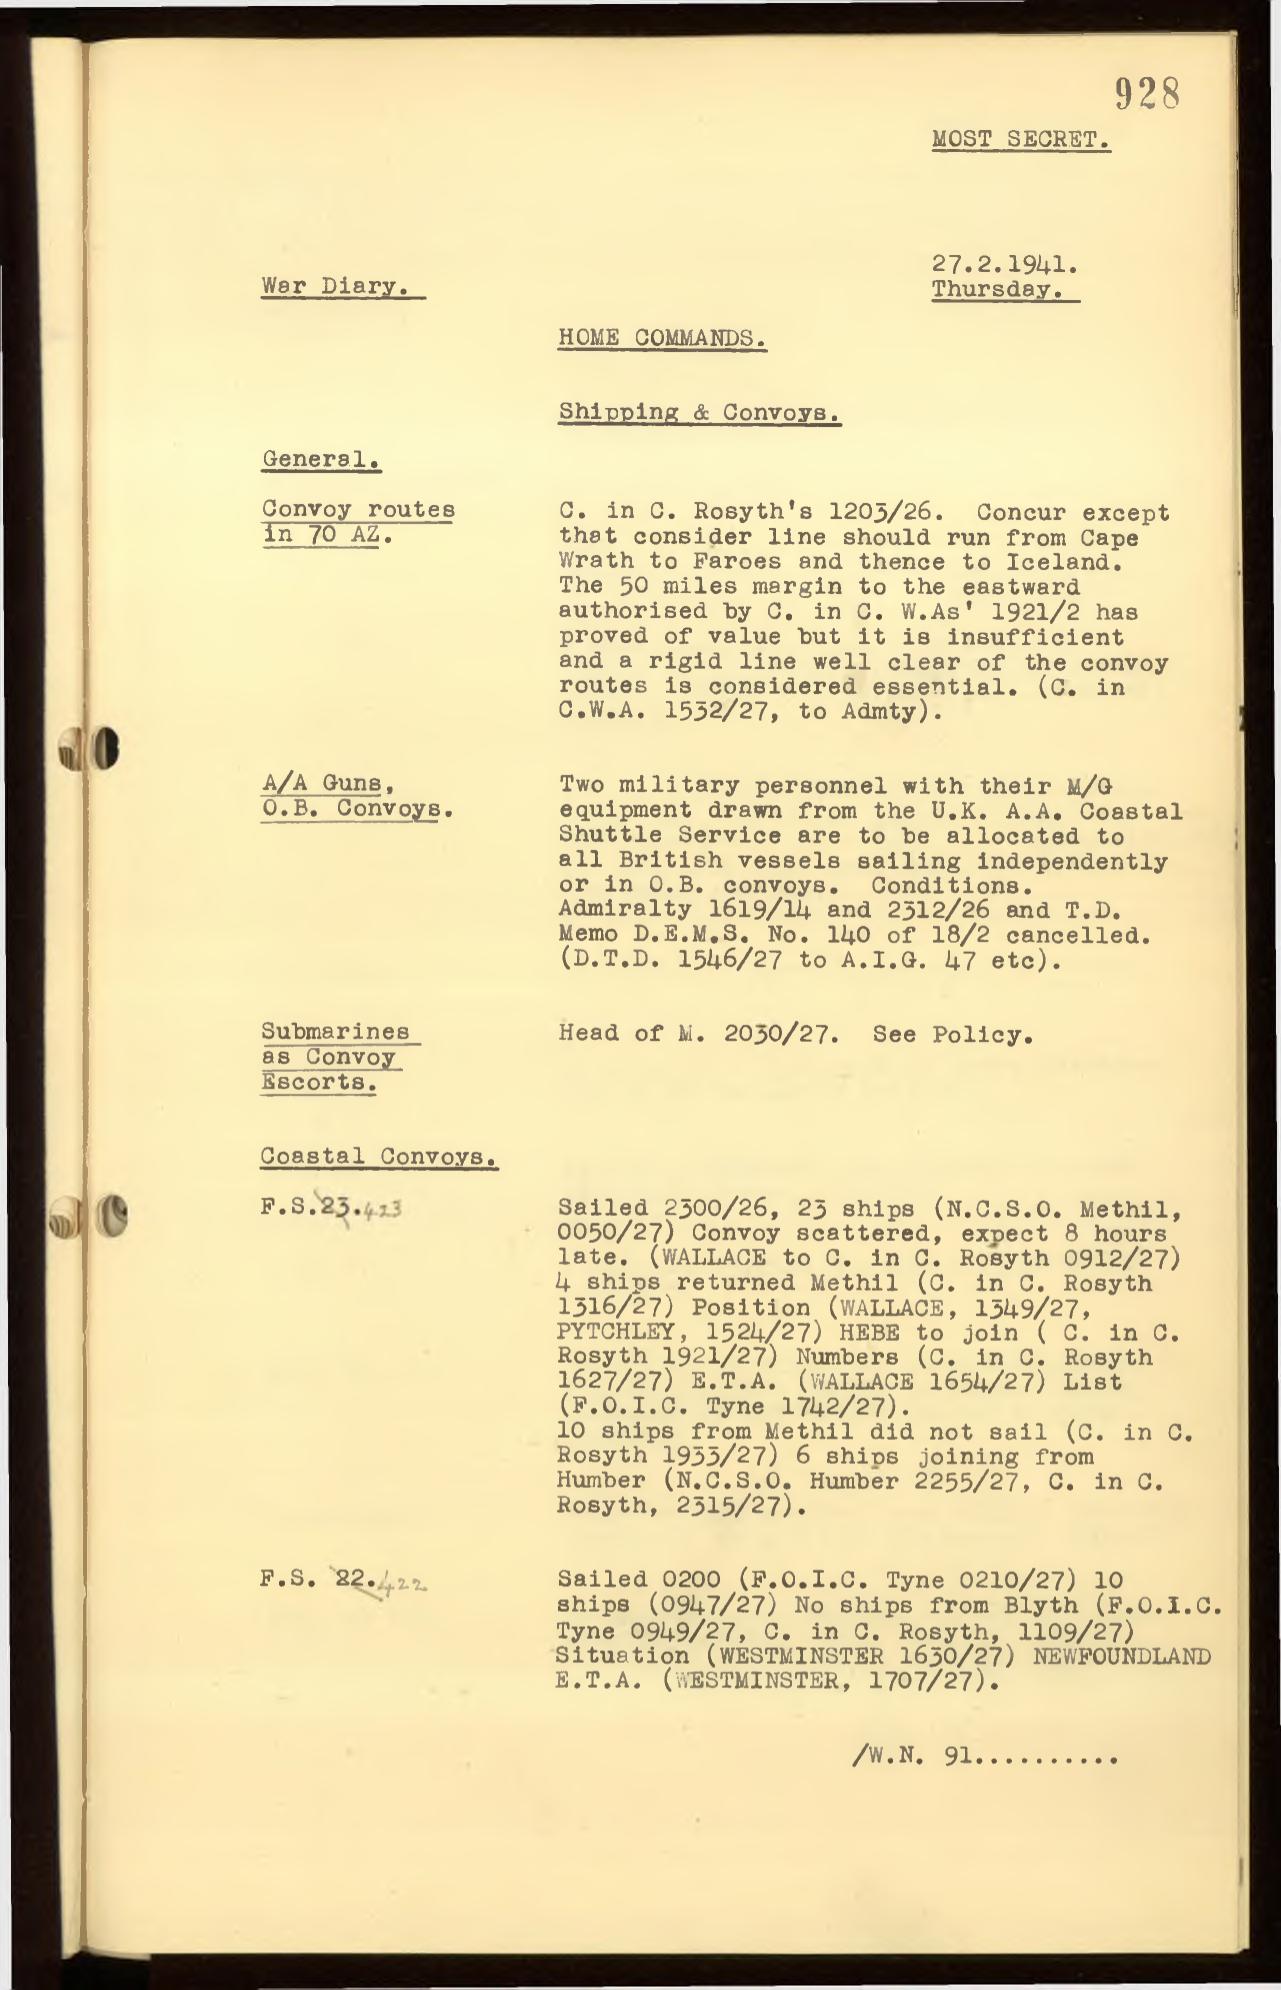 928
MOST SECRET.
27.2.1941.
War Diary.
Thursday.
HOME COMMANDS.
Shipping & Convoys.
General.
Convoy routes
in 70 AZ.
C. in C. Rosyth's 1203/26. Concur except
that consider line should run from Cape
Wrath to Faroes and thence to Iceland.
The 50 miles margin to the eastward
authorised by C. in C. W.As' 1921/2 has
proved of value but it is insufficient
and a rigid line well clear of the convoy
routes is considered essential. (C. in
C.W.A. 1532/27, to Admty).
A/A Guns,
O.B. Convoys.
Two military personnel with their M/G
equipment drawn from the U.K. A.A. Coastal
Shuttle Service are to be allocated to
all British vessels sailing independently
or in O.B. convoys. Conditions.
Admiralty 1619/14 and 2312/26 and T.D.
Memo D.E.M.S. No. 140 of 18/2 cancelled.
(D.T.D. 1546/27 to A.I.G. 47 etc).
Submarines
as Convoy
Escorts.
Head of M. 2030/27. See Policy.
Coastal Convoys.
F.S.23.423
Sailed 2300/26, 23 ships (N.C.S.O. Methil,
0050/27) Convoy scattered, expect 8 hours
late. (WALLACE to C. in C. Rosyth 0912/27)
4 ships returned Methil (C. in C. Rosyth
1316/27) Position (WALLACE, 1349/27,
PYTCHLEY, 1524/27) HEBE to join ( C. in C.
Rosyth 1921/27) Numbers (C. in C. Rosyth
1627/27) E.T.A. (WALLACE 1654/27) List
(F.O.I.C. Tyne 1742/27).
10 ships from Methil did not sail (C. in C.
Rosyth 1933/27) 6 ships joining from
Humber (N.C.S.O. Humber 2255/27, C. in C.
Rosyth, 2315/27).
F.S. 22.422
Sailed 0200 (F.O.I.C. Tyne 0210/27) 10
ships (0947/27) No ships from Blyth (F.O.I.C.
Tyne 0949/27, C. in C. Rosyth, 1109/27)
Situation (WESTMINSTER 1630/27) NEWFOUNDLAND
E.T.A. (WESTMINSTER, 1707/27).
/W.N. 91..........